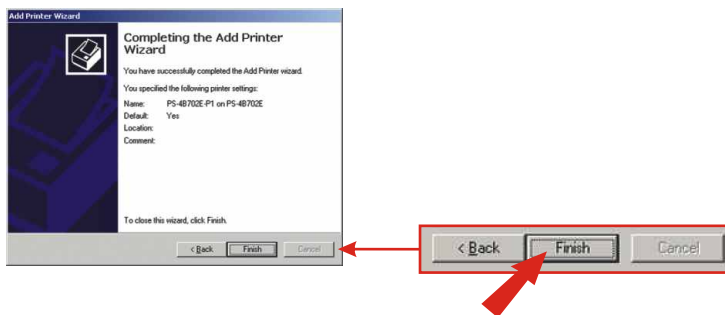 Add Printer Wizard
Completing the Add Printer
Wizard
You have successfully completed the Add Printer wizard.
You specified the following printer settings:
Name: PS-4B702E-P1 on PS-4B702E
Default: Yes
Location:
Comment:
To close this wizard, click Finish.
< Back Finish Cancel
< Back Finish Cancel